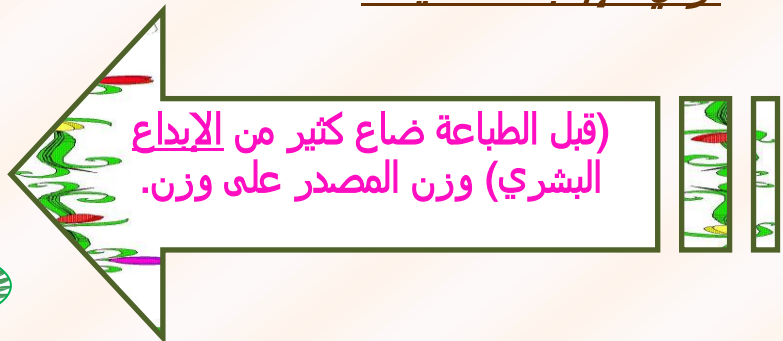 (قبل الطباعة ضاع كثير من الإبداع
البشري) وزن المصدر على وزن.